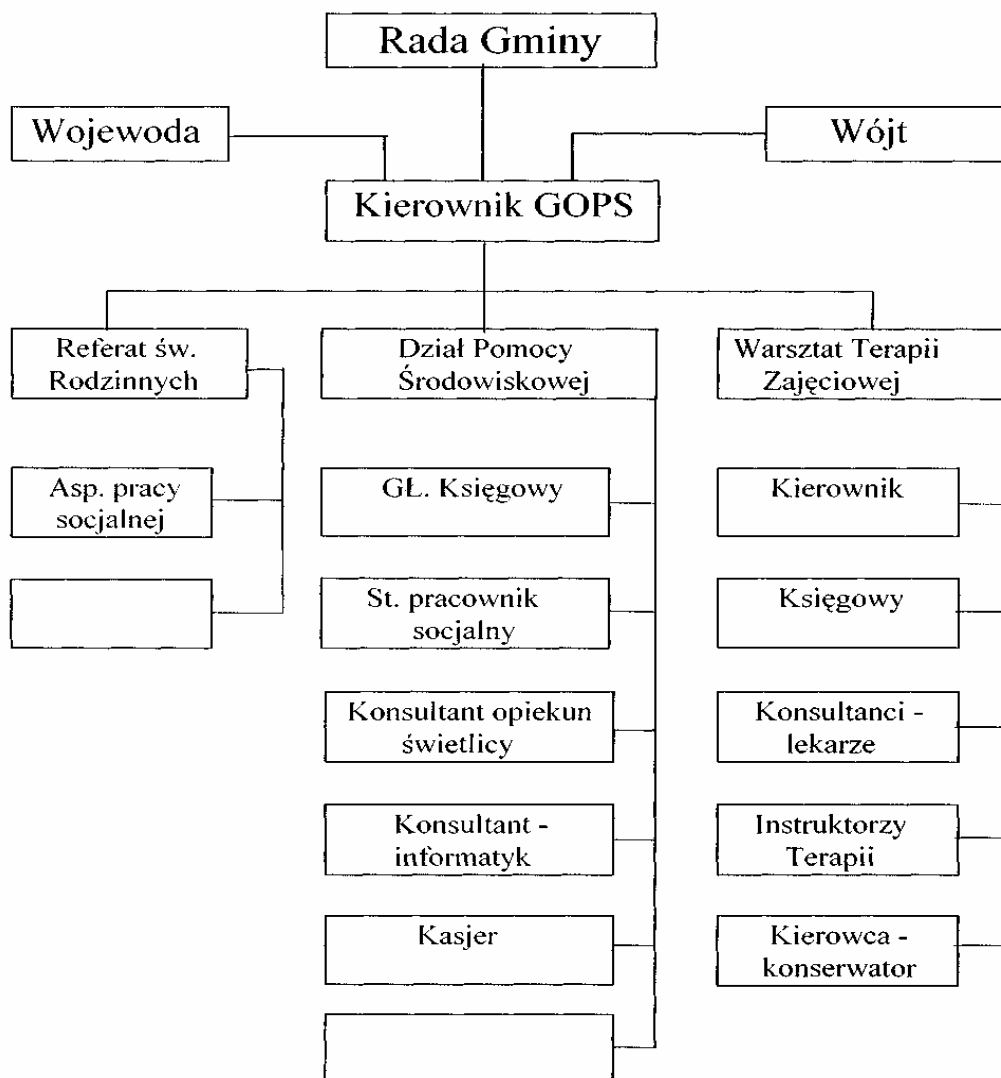 Rada Gminy
Wojewoda
Wójt
Kierownik GOPS
Referat św.
Rodzinnych
Asp. pracy
socjalnej
Dział Pomocy
Środowiskowej
GŁ. Księgowy
St. pracownik
socjalny
Konsultant opiekun
świetlicy
Konsultant -
informatyk
Kasjer
Warsztat Terapii
Zajęciowej
Kierownik
Księgowy
Konsultanci -
lekarze
Instruktorzy
Terapii
Kierowca -
konserwator